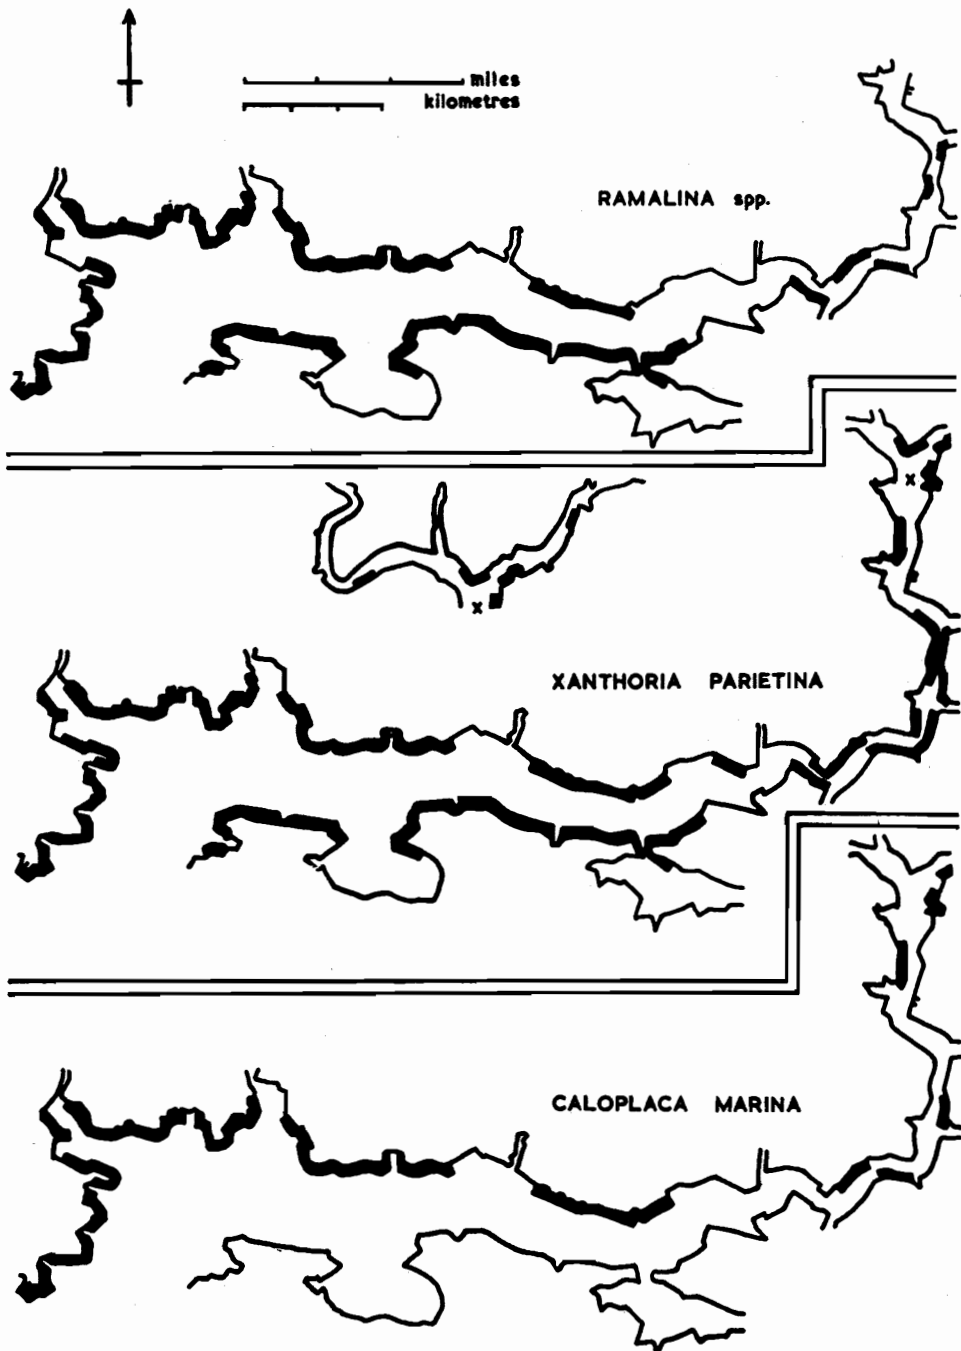 miles
kilometres
RAMALINA spp.
x
x
XANTHORIA PARIETINA
CALOPLACA MARINA